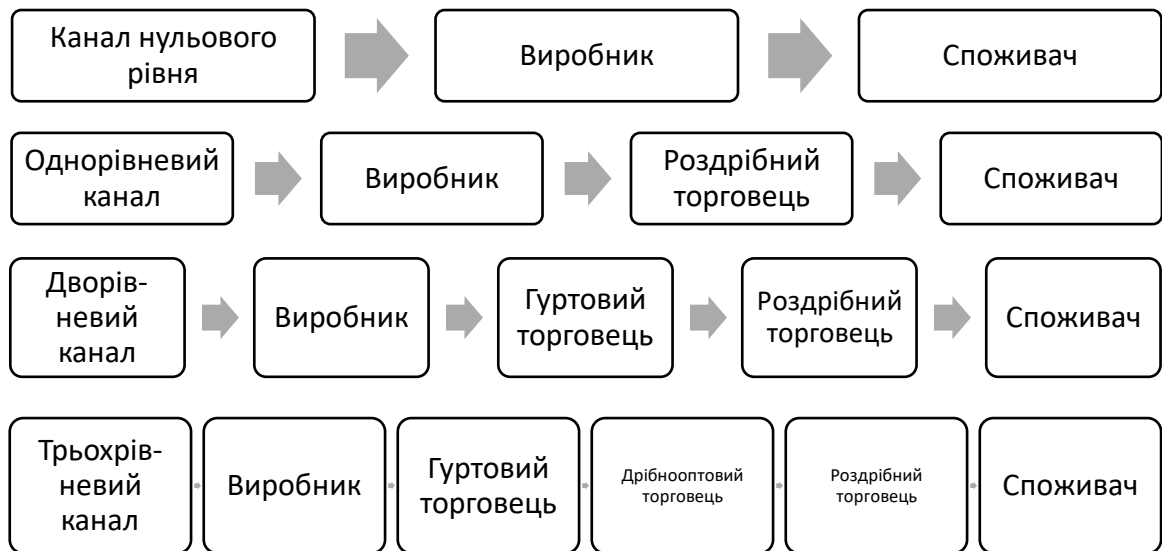 Канал нульового
рівня
Виробник
Споживач
Однорівневий
канал
Виробник
Роздрібний
торговець
Споживач
Дворів-
невий
канал
Виробник
Гуртовий
торговець
Роздрібний
торговець
Споживач
Трьохрів-
невий
канал
Виробник
Гуртовий
торговець
Дрібнооптовий
торговець
Роздрібний
торговець
Споживач